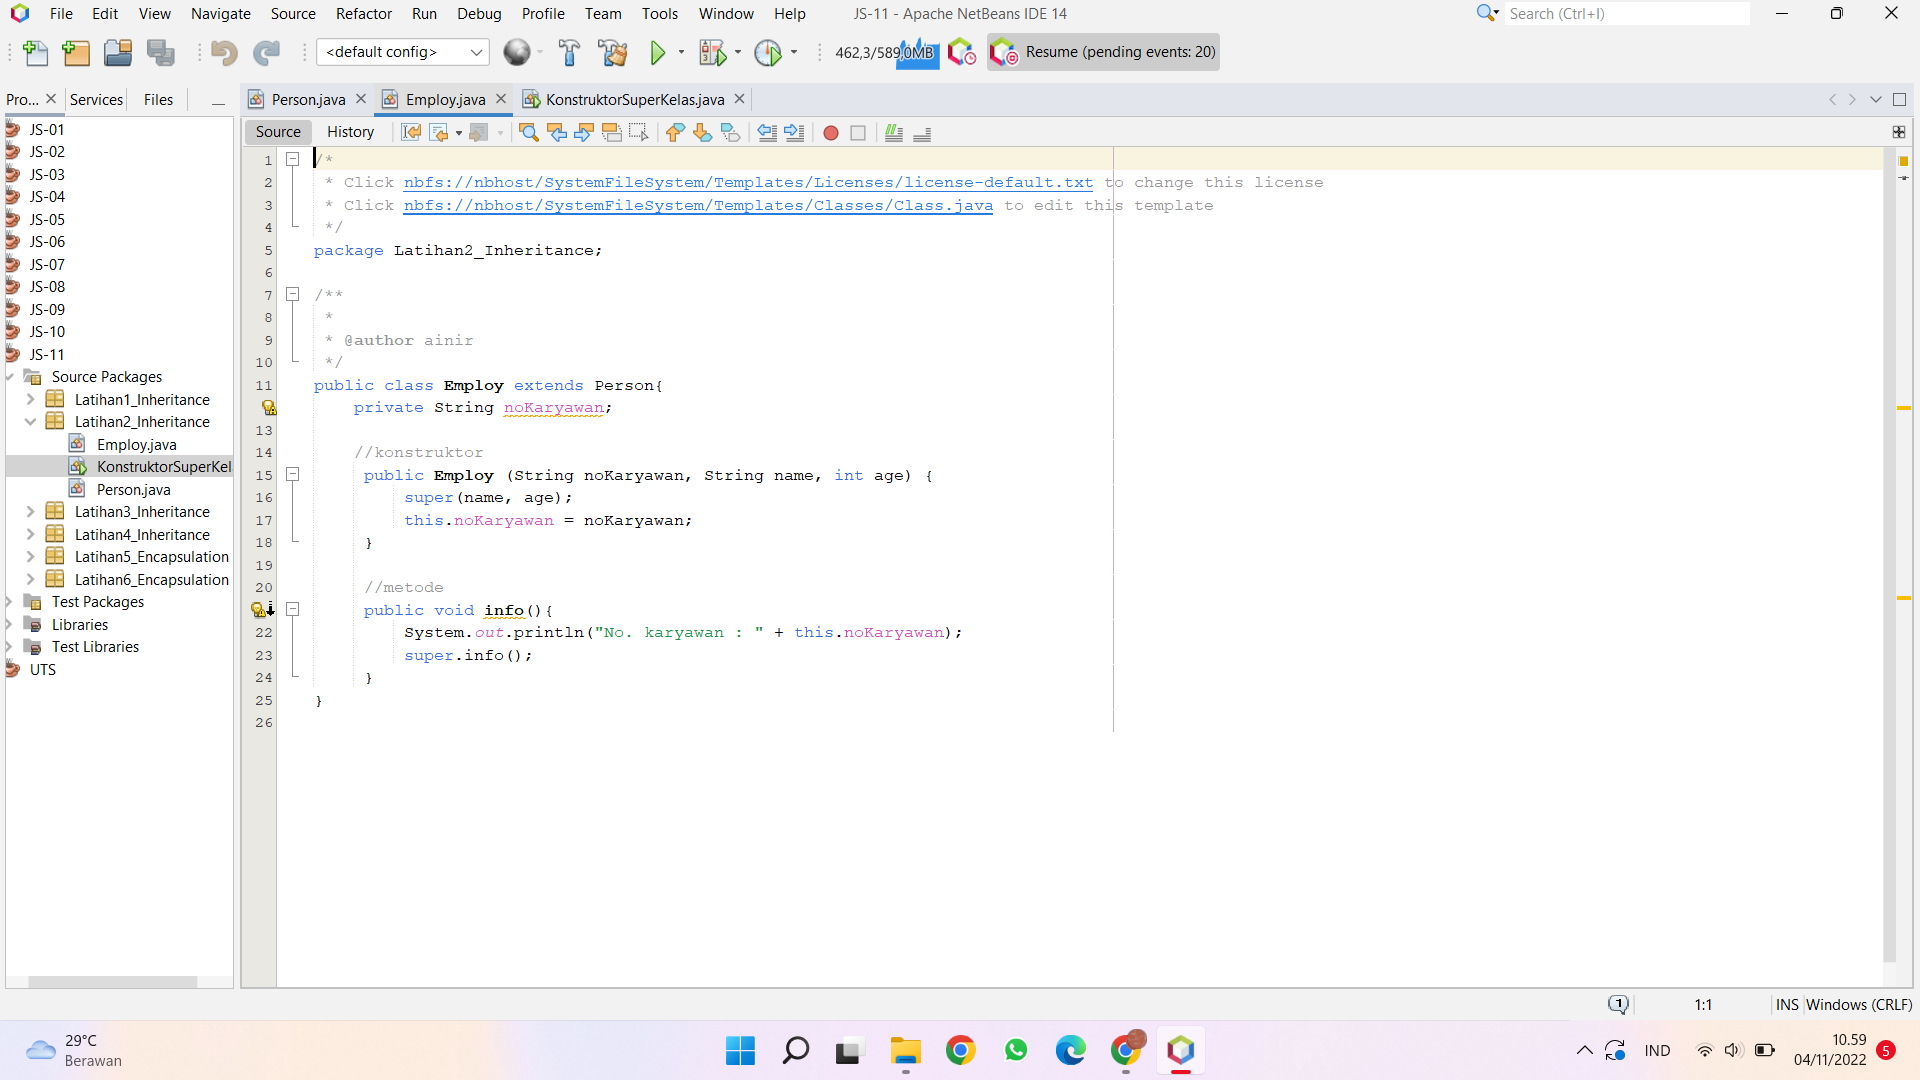 File Edit View Navigate Source Refactor Run Debug Profile Team Tools Window Help JS-11 - Apache NetBeans IDE 14 Search (Ctrl+I)
<default config> 462,3/589,0MB Resume (pending events: 20)
Pro... Services Files Person.java Employ.java KonstruktorSuperKelas.java
Source History
JS-01
JS-02
JS-03
JS-04
JS-05
JS-06
JS-07
JS-08
JS-09
JS-10
JS-11
Source Packages
Latihan1_Inheritance
Latihan2_Inheritance
Employ.java
KonstruktorSuperKel
Person.java
Latihan3_Inheritance
Latihan4_Inheritance
Latihan5_Encapsulation
Latihan6_Encapsulation
Test Packages
Libraries
Test Libraries
UTS
1 /*
2 * Click nbfs://nbhost/SystemFileSystem/Templates/Licenses/license-default.txt to change this license
3 * Click nbfs://nbhost/SystemFileSystem/Templates/Classes/Class.java to edit this template
4 */
5 package Latihan2_Inheritance;
6
7 /**
8 *
9 * @author ainir
10 */
11 public class Employ extends Person{
private String noKaryawan;
13
14 //konstruktor
15 public Employ (String noKaryawan, String name, int age) {
16 super(name, age);
17 this.noKaryawan = noKaryawan;
18 }
19
20 //metode
public void info(){
22 System.out.println("No. karyawan : " + this.noKaryawan);
23 super.info();
24 }
25 }
26
1 1:1 INS Windows (CRLF)
29°C
Berawan
IND
10.59
04/11/2022
5